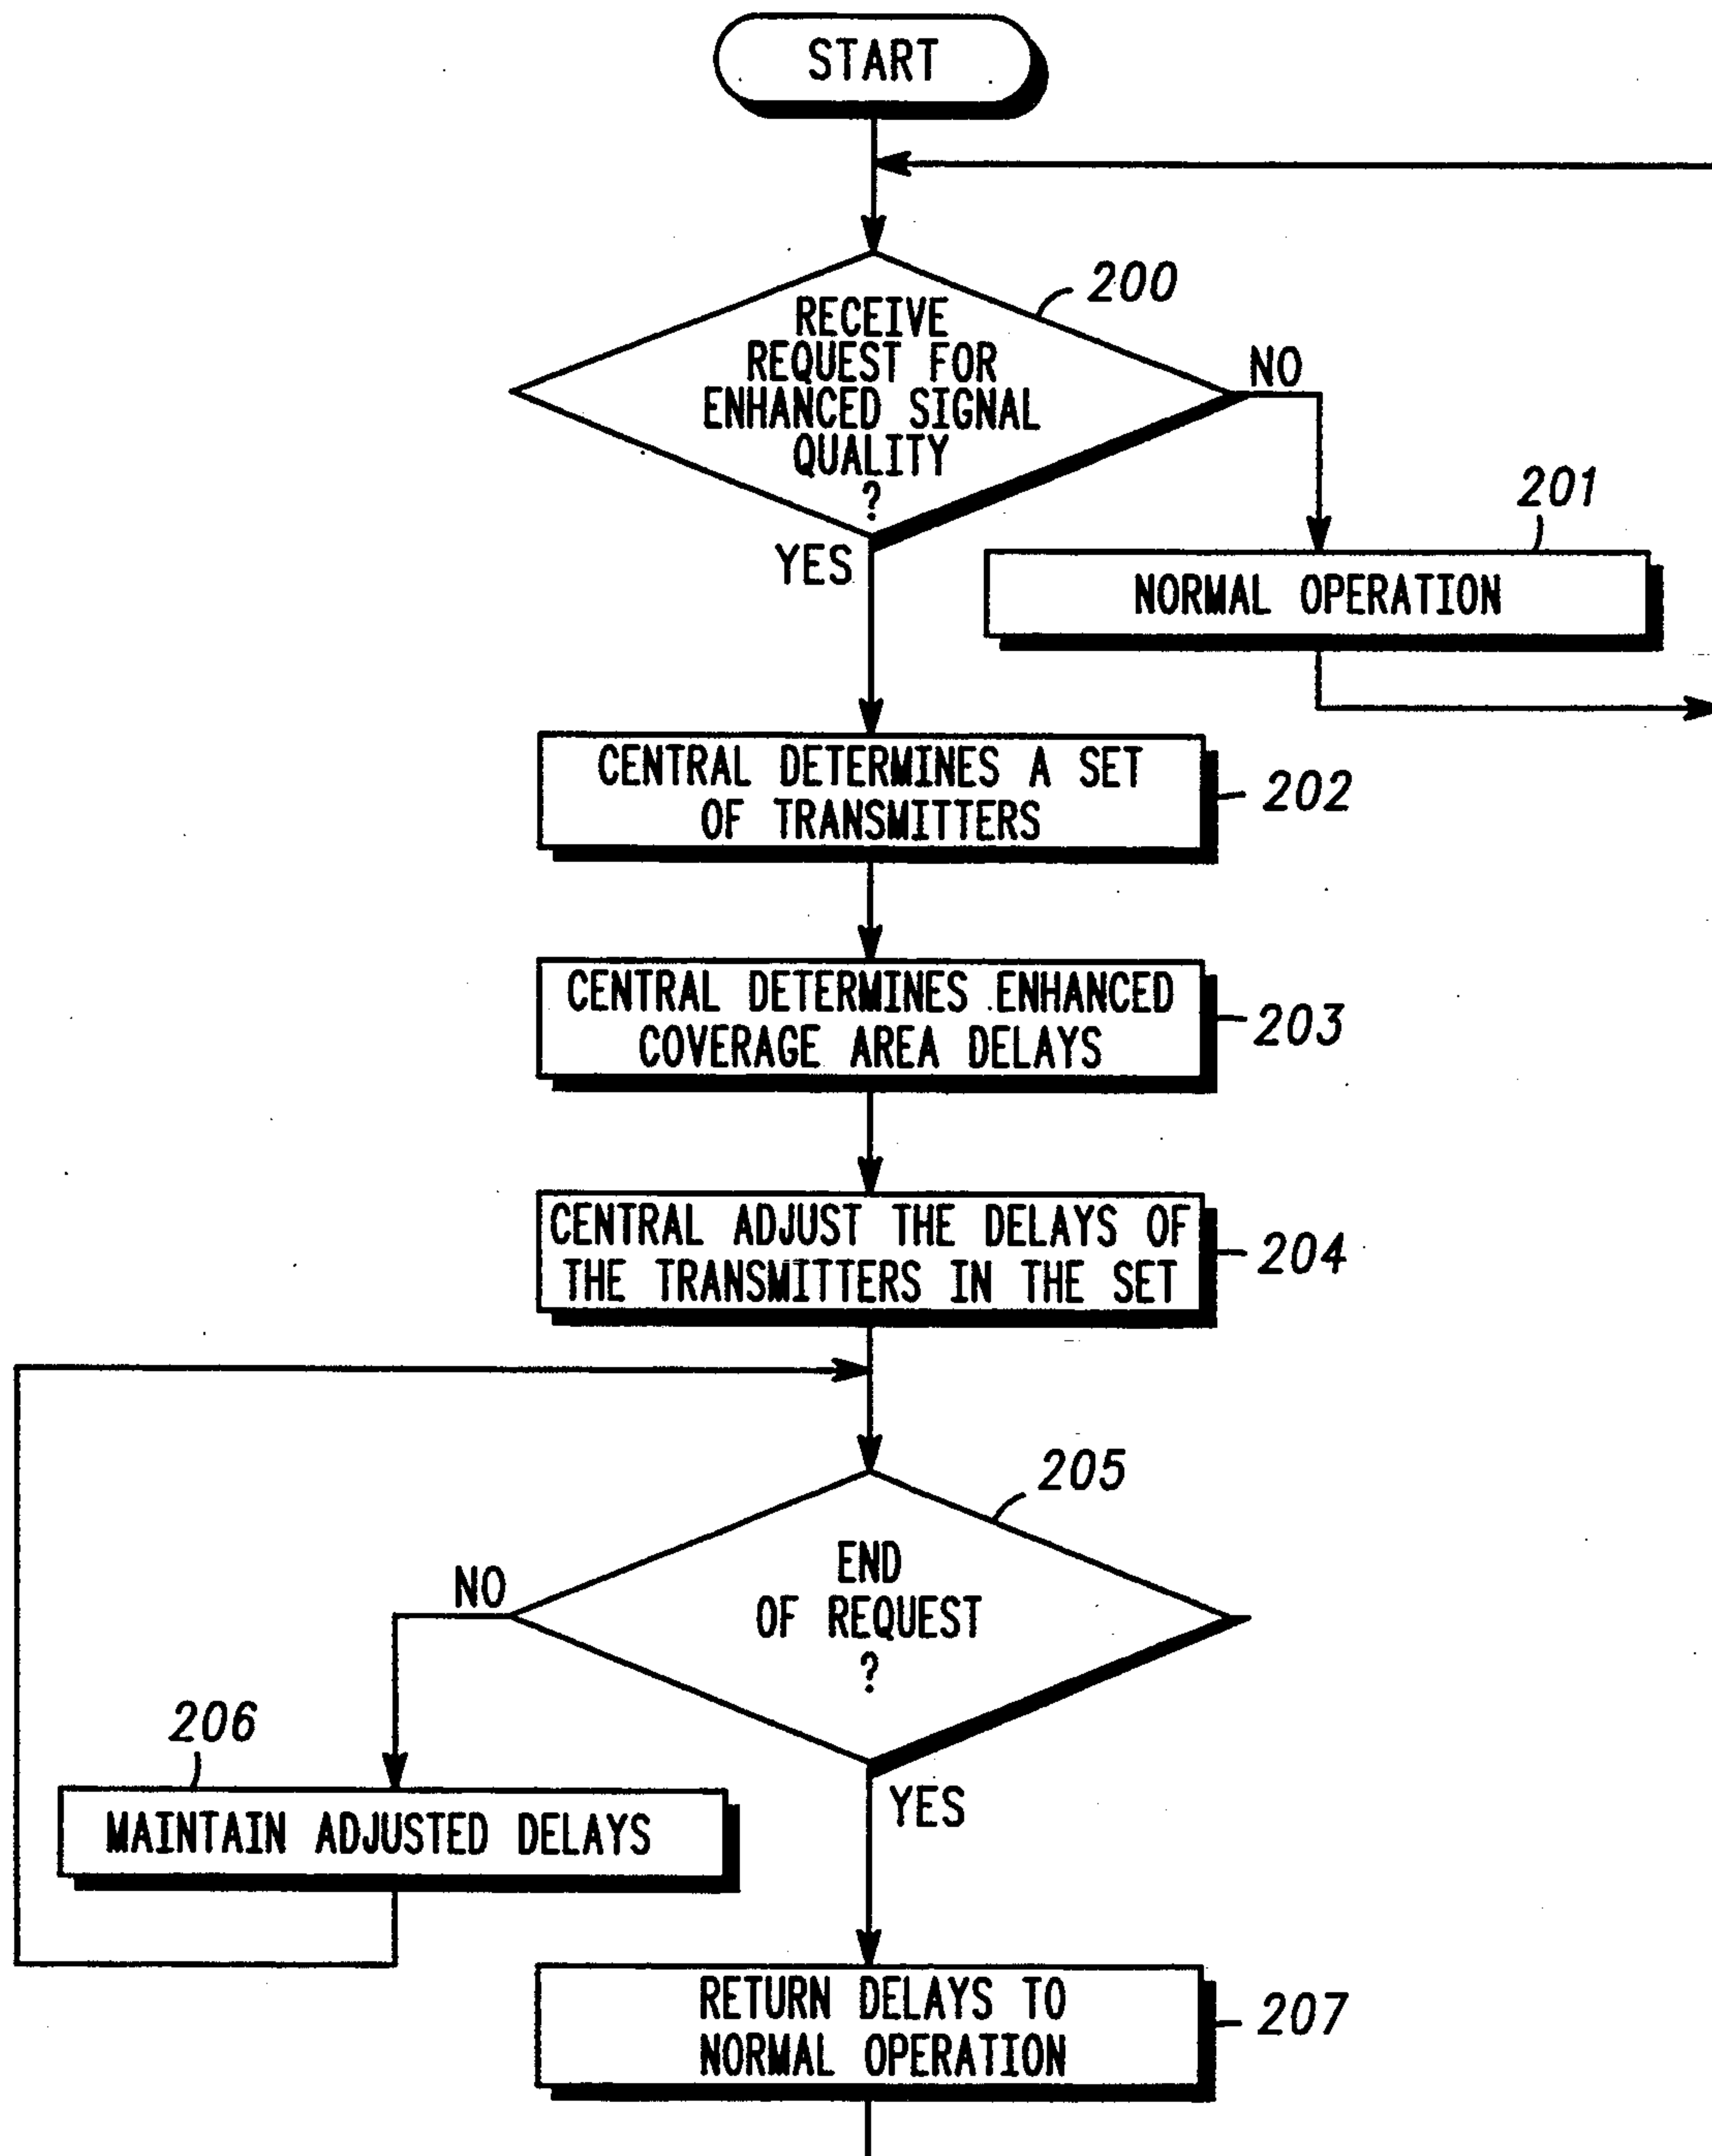 START
200
RECEIVE
REQUEST FOR
ENHANCED SIGNAL
QUALITY
?
NO
YES
201
NORMAL OPERATION
CENTRAL DETERMINES A SET
OF TRANSMITTERS
202
CENTRAL DETERMINES ENHANCED
COVERAGE AREA DELAYS
203
CENTRAL ADJUST THE DELAYS OF
THE TRANSMITTERS IN THE SET
204
205
END
OF REQUEST
?
NO
YES
206
MAINTAIN ADJUSTED DELAYS
RETURN DELAYS TO
NORMAL OPERATION
207